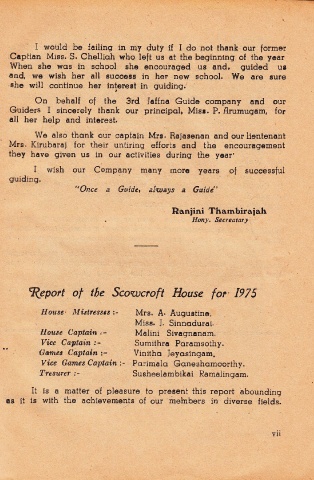 I would be failing in my duty if I do not thank our former
Captian Miss. S. Chelliah who left us at the beginning of the year
When she was in school she encouraged us and, guided us
and, we wish her all success in her new school. We are sure
she will continue her interest in guiding.
On behalf of the 3rd Jaffna Guide company and our
Guiders I sincerely thank our principal, Miss. P. Arumugam, for
all her help and interest.
We also thank our captain Mrs. Rajasenan and our lientenant
Mrs. Kirubaraj for their untiring efforts and the encouragement
they have given us in our activities during the year.
I wish our Company many more years of successful
guiding.
"Once a Guide, always a Guide"
Ranjini Thambirajah
Hony. Secreatary
Report of the Scowcroft House for 1975
House Mistresses :- Mrs. A. Augustine,
Miss. J. Sinnadurai.
House Captain :- Malini Sivagnanam,
Vice Captain :- Sumithra Paramsothy.
Games Captain :- Vinitha Jeyasingam,
Vice Games Captain :- Parimala Ganeshamoorthy.
Tresurer :- Susheelambikai Ramalingam.
It is a matter of pleasure to present this report abounding
as it is with the achievements of our members in diverse fields.
vii